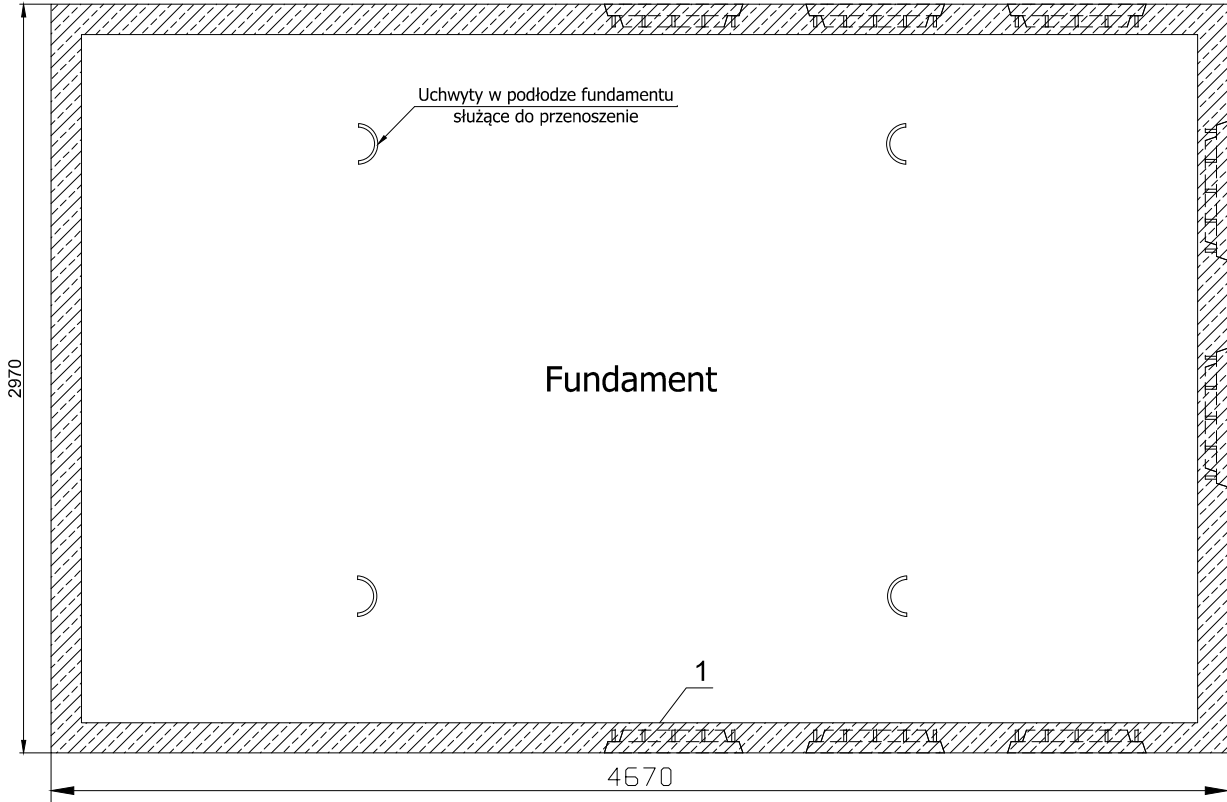 Uchwyty w podłodze fundamentu
służące do przenoszenie
2970
Fundament
1
4670